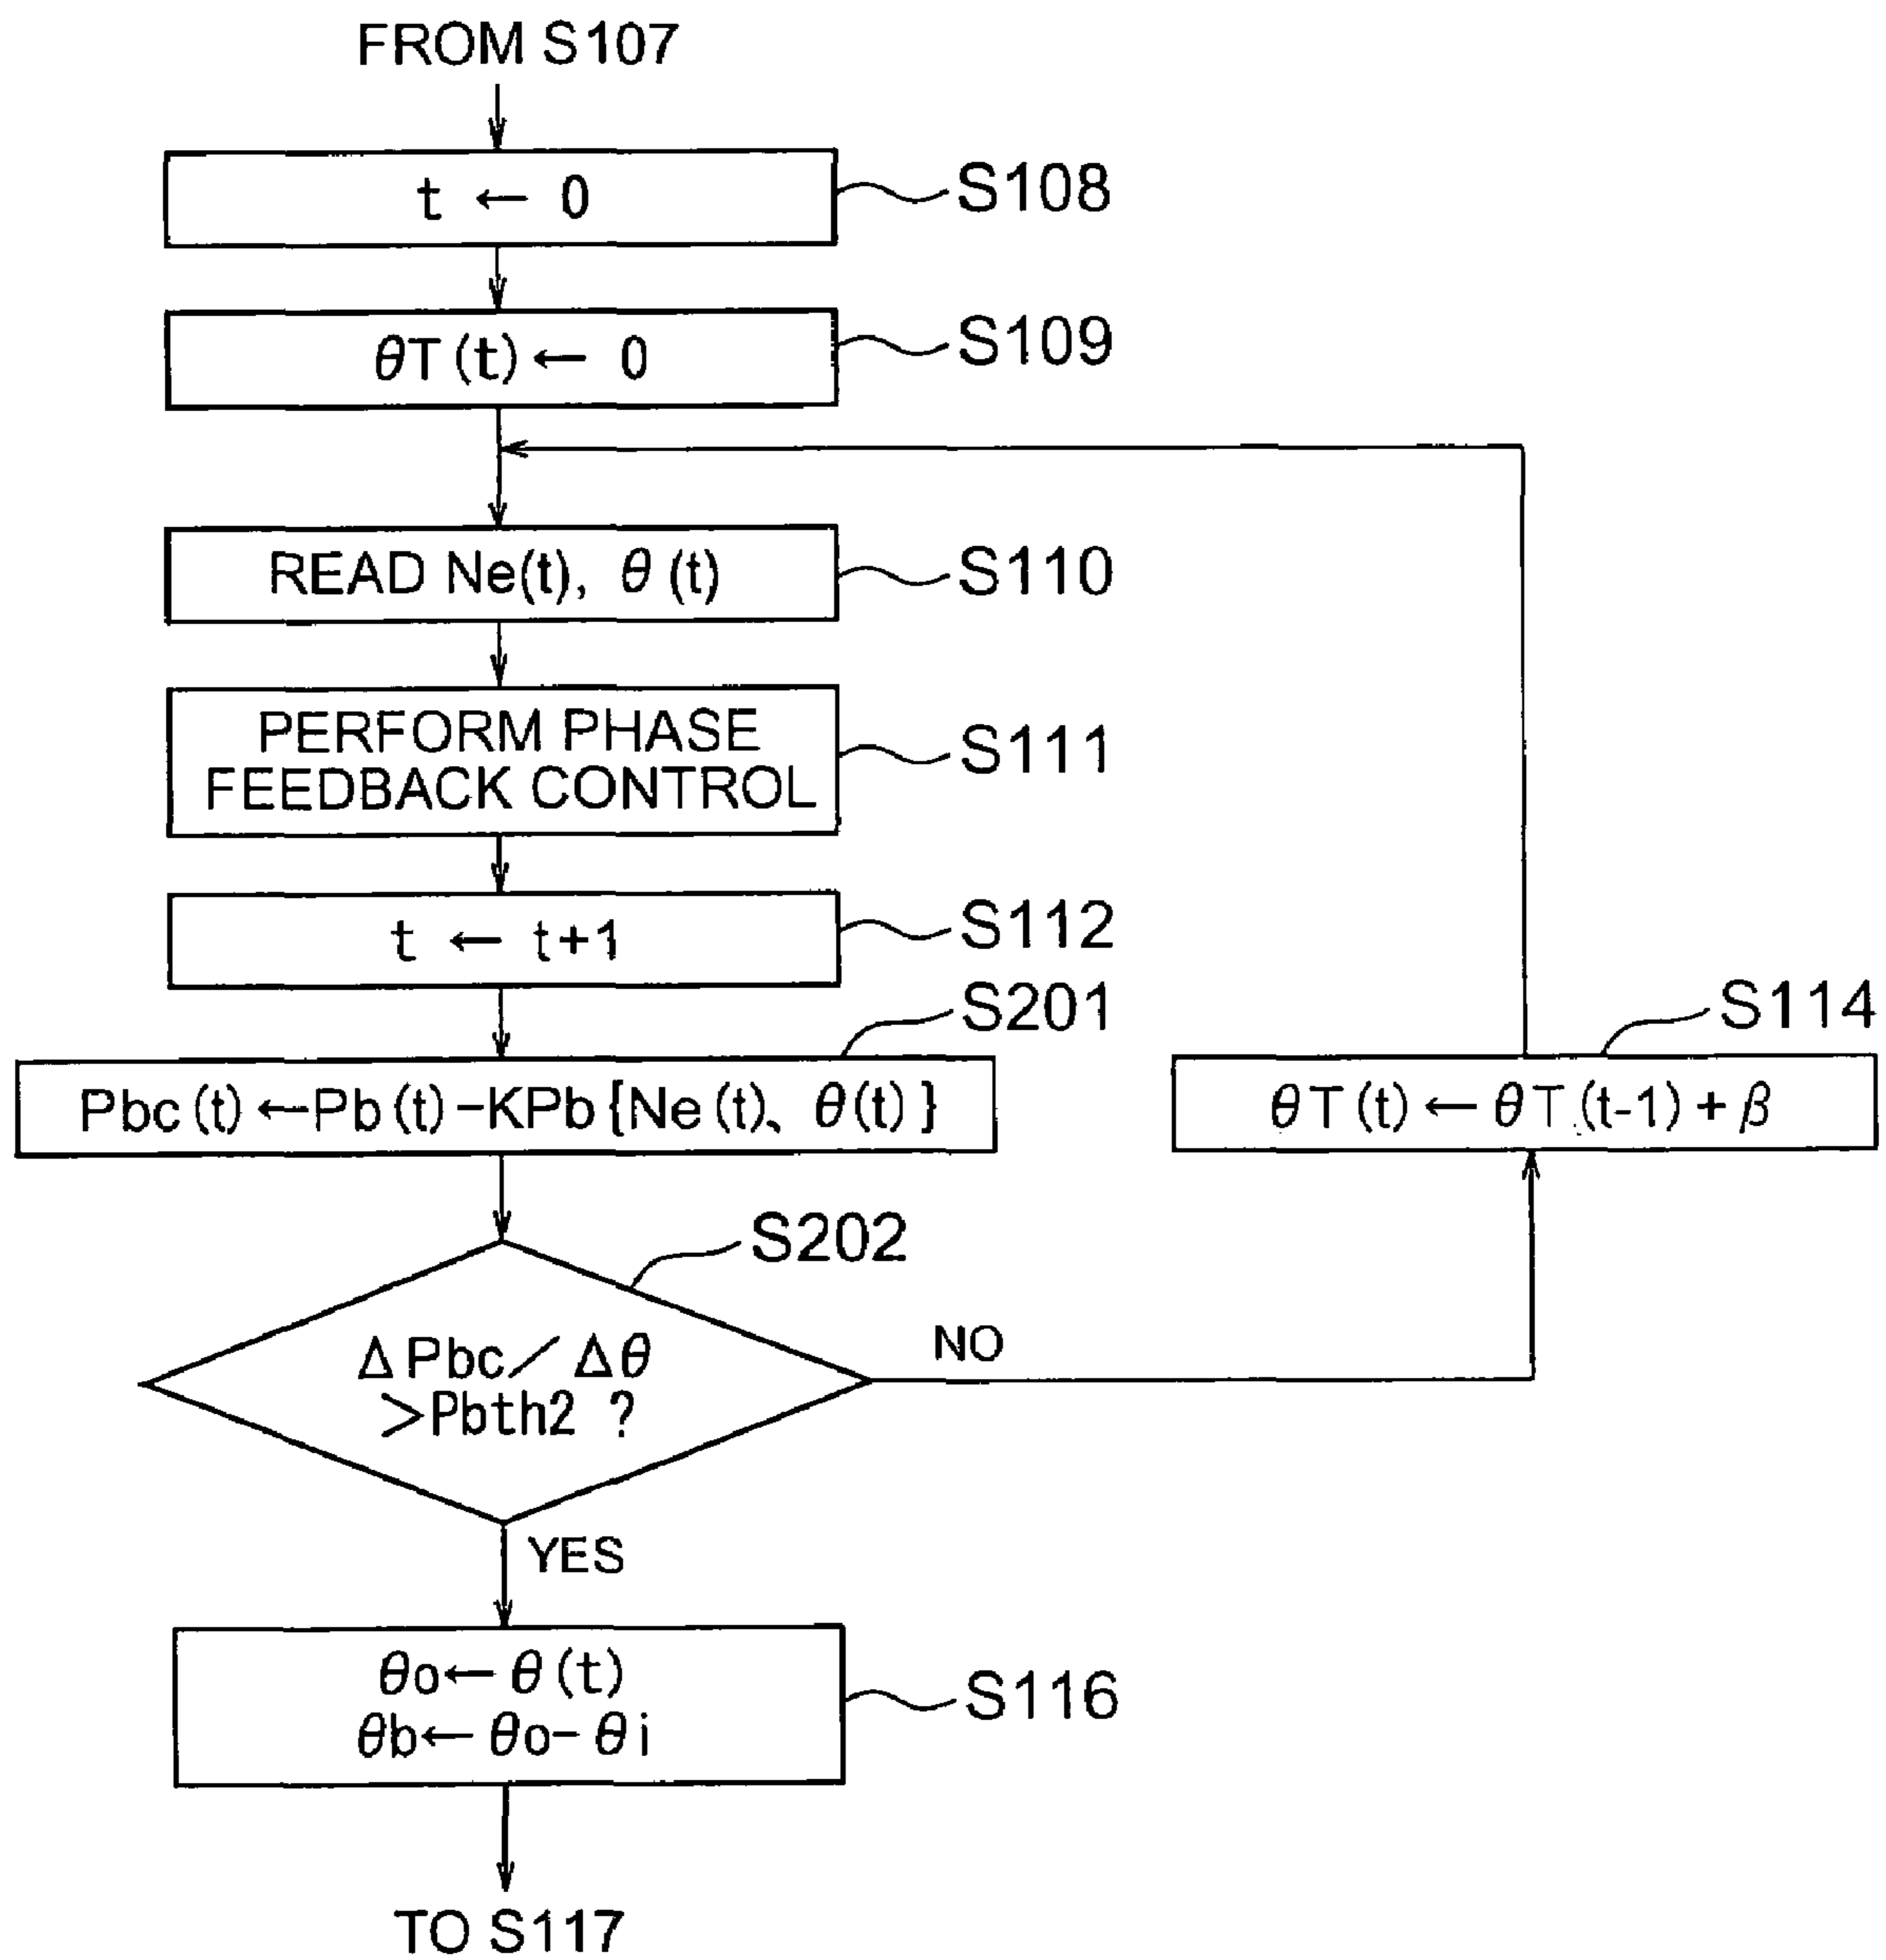 FROM S107
t ← 0
S108
θT(t)← 0
S109
READ Ne(t), θ(t)
S110
PERFORM PHASE
FEEDBACK CONTROL
S111
t ← t+1
S112
S201
Pbc(t)←Pb(t)-KPb{Ne(t)、θ(t)}
S114
θT(t)←θT(t-1)+β
S202
ΔPbc/Δθ
>Pbth2 ?
NO
YES
θo←θ(t)
θb←θo-θi
S116
TO S117